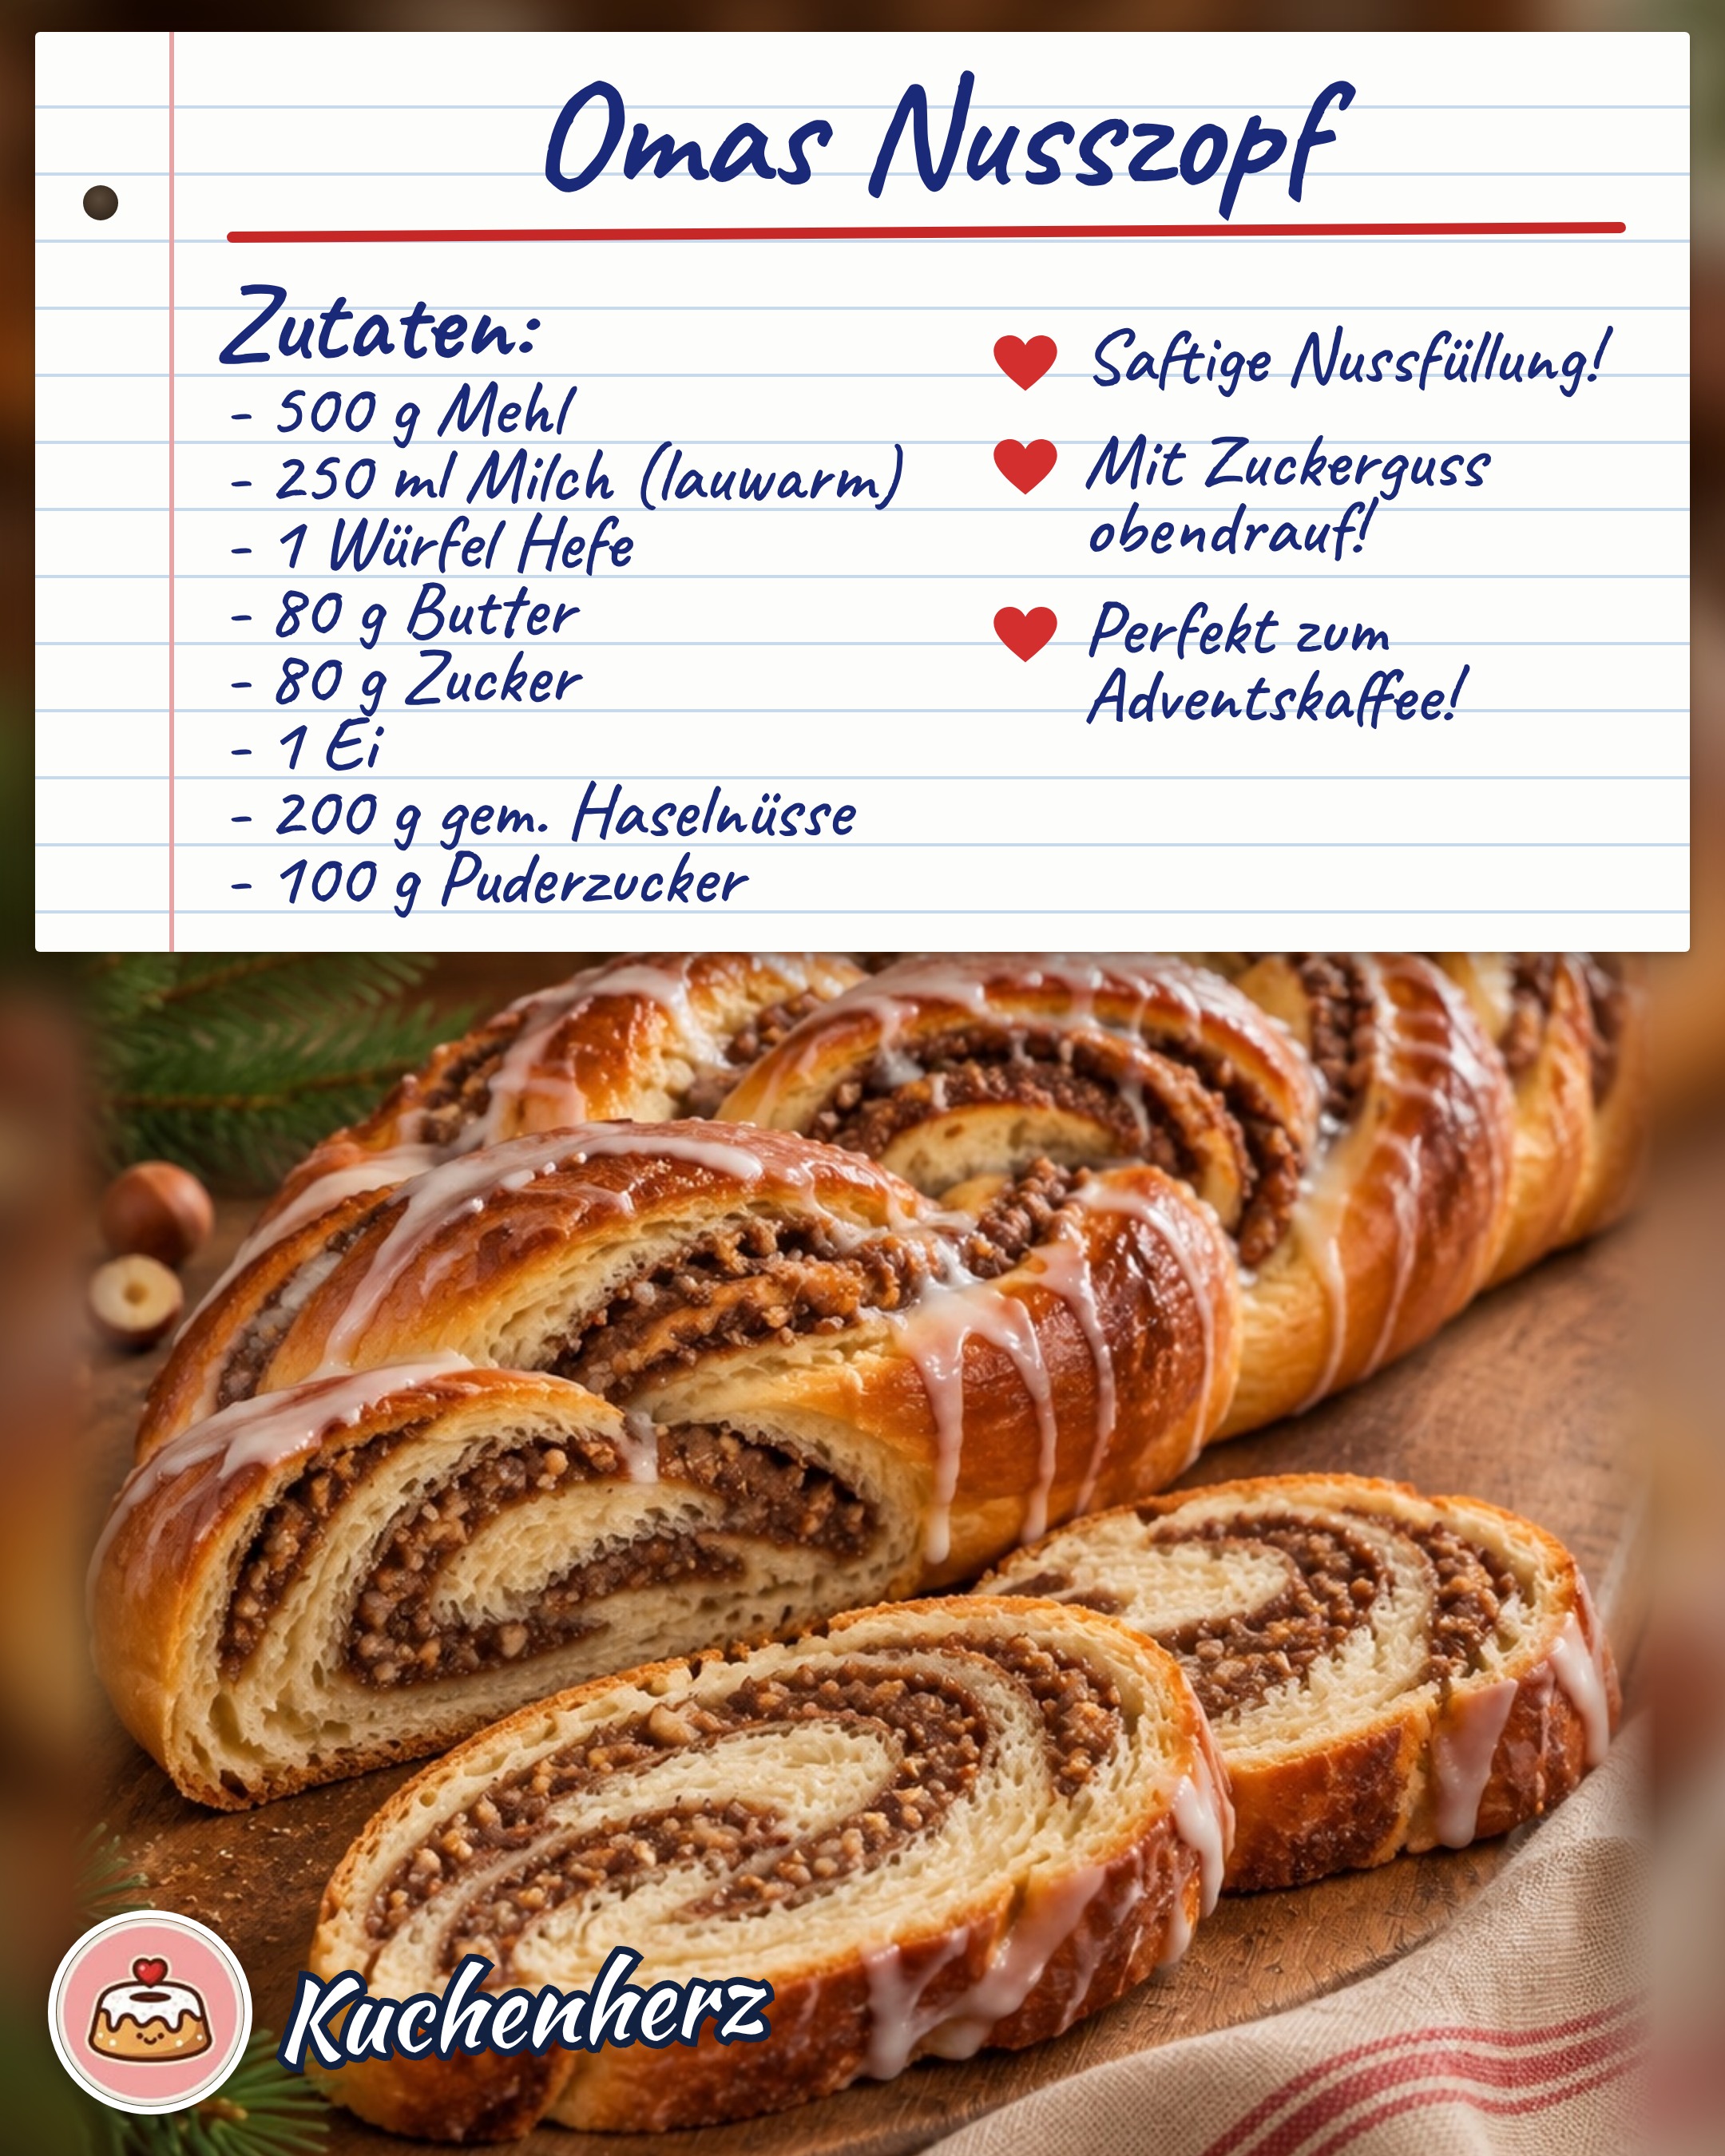 Omas Nusszopf
Zutaten:
- 500 g Mehl
- 250 ml Milch (lauwarm)
- 1 Würfel Hefe
- 80 g Butter
- 80 g Zucker
- 1 Ei
- 200 g gem. Haselnüsse
- 100 g Puderzucker
Saftige Nussfüllung!
Mit Zuckerguss
obendrauf!
Perfekt zum
Adventskaffee!
Kuchenherz